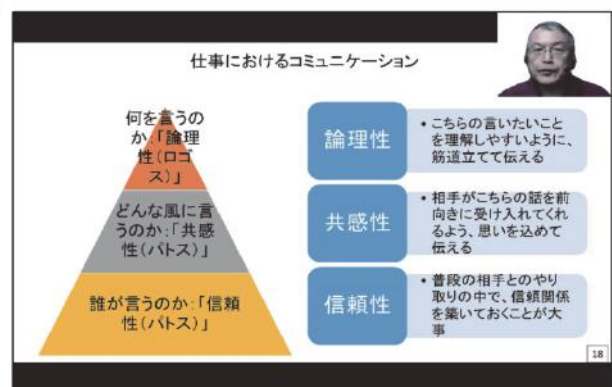 仕事におけるコミュニケーション
何を言うの
か:「論理
性(ロゴ
ス)」
どんな風に言
うのか:「共感
性(パトス)」
誰が言うのか:「信頼
性(パトス)」
論理性
• こちらの言いたいこと
を理解しやすいように、
筋道立てて伝える
共感性
• 相手がこちらの話を前
向きに受け入れてくれ
るよう、思いを込めて
伝える
信頼性
• 普段の相手とのやり
取りの中で、信頼関係
を築いておくことが大
事
18